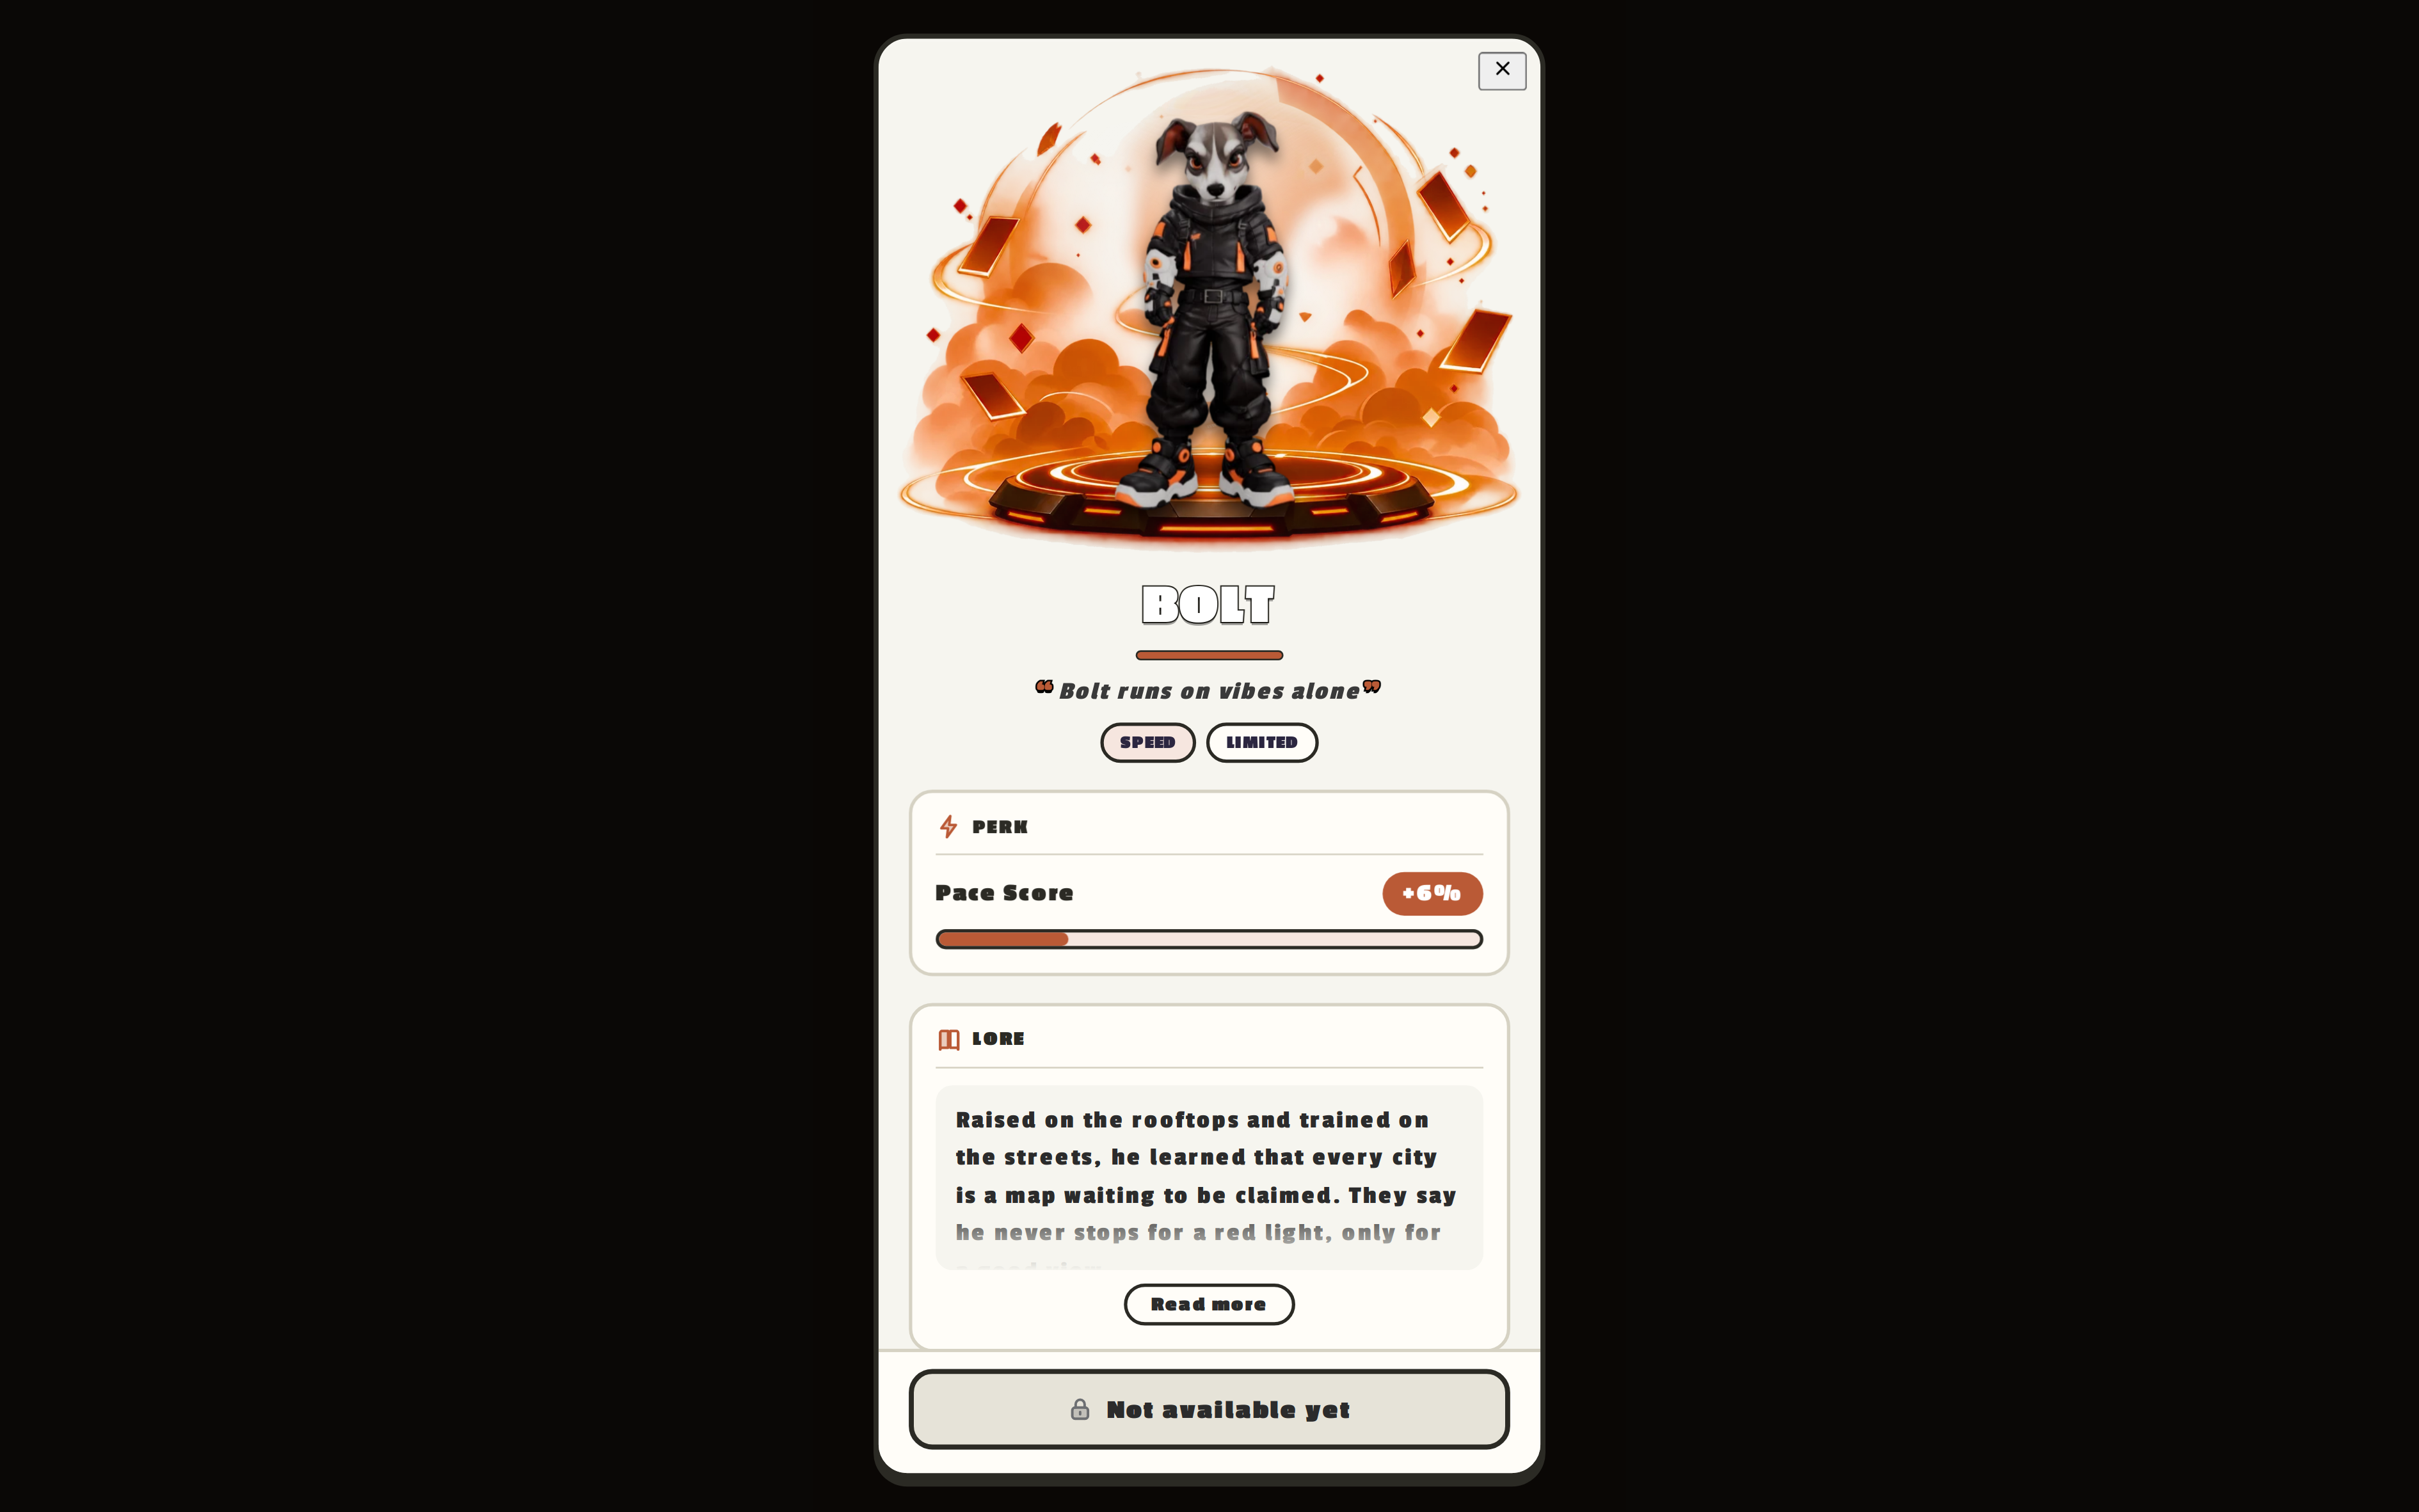 BOLT
❝ Bolt runs on vibes alone ❞
SPEED
LIMITED
PERK
Pace Score
+6%
LORE
Raised on the rooftops and trained on
the streets, he learned that every city
is a map waiting to be claimed. They say
he never stops for a red light, only for
Read more
Not available yet